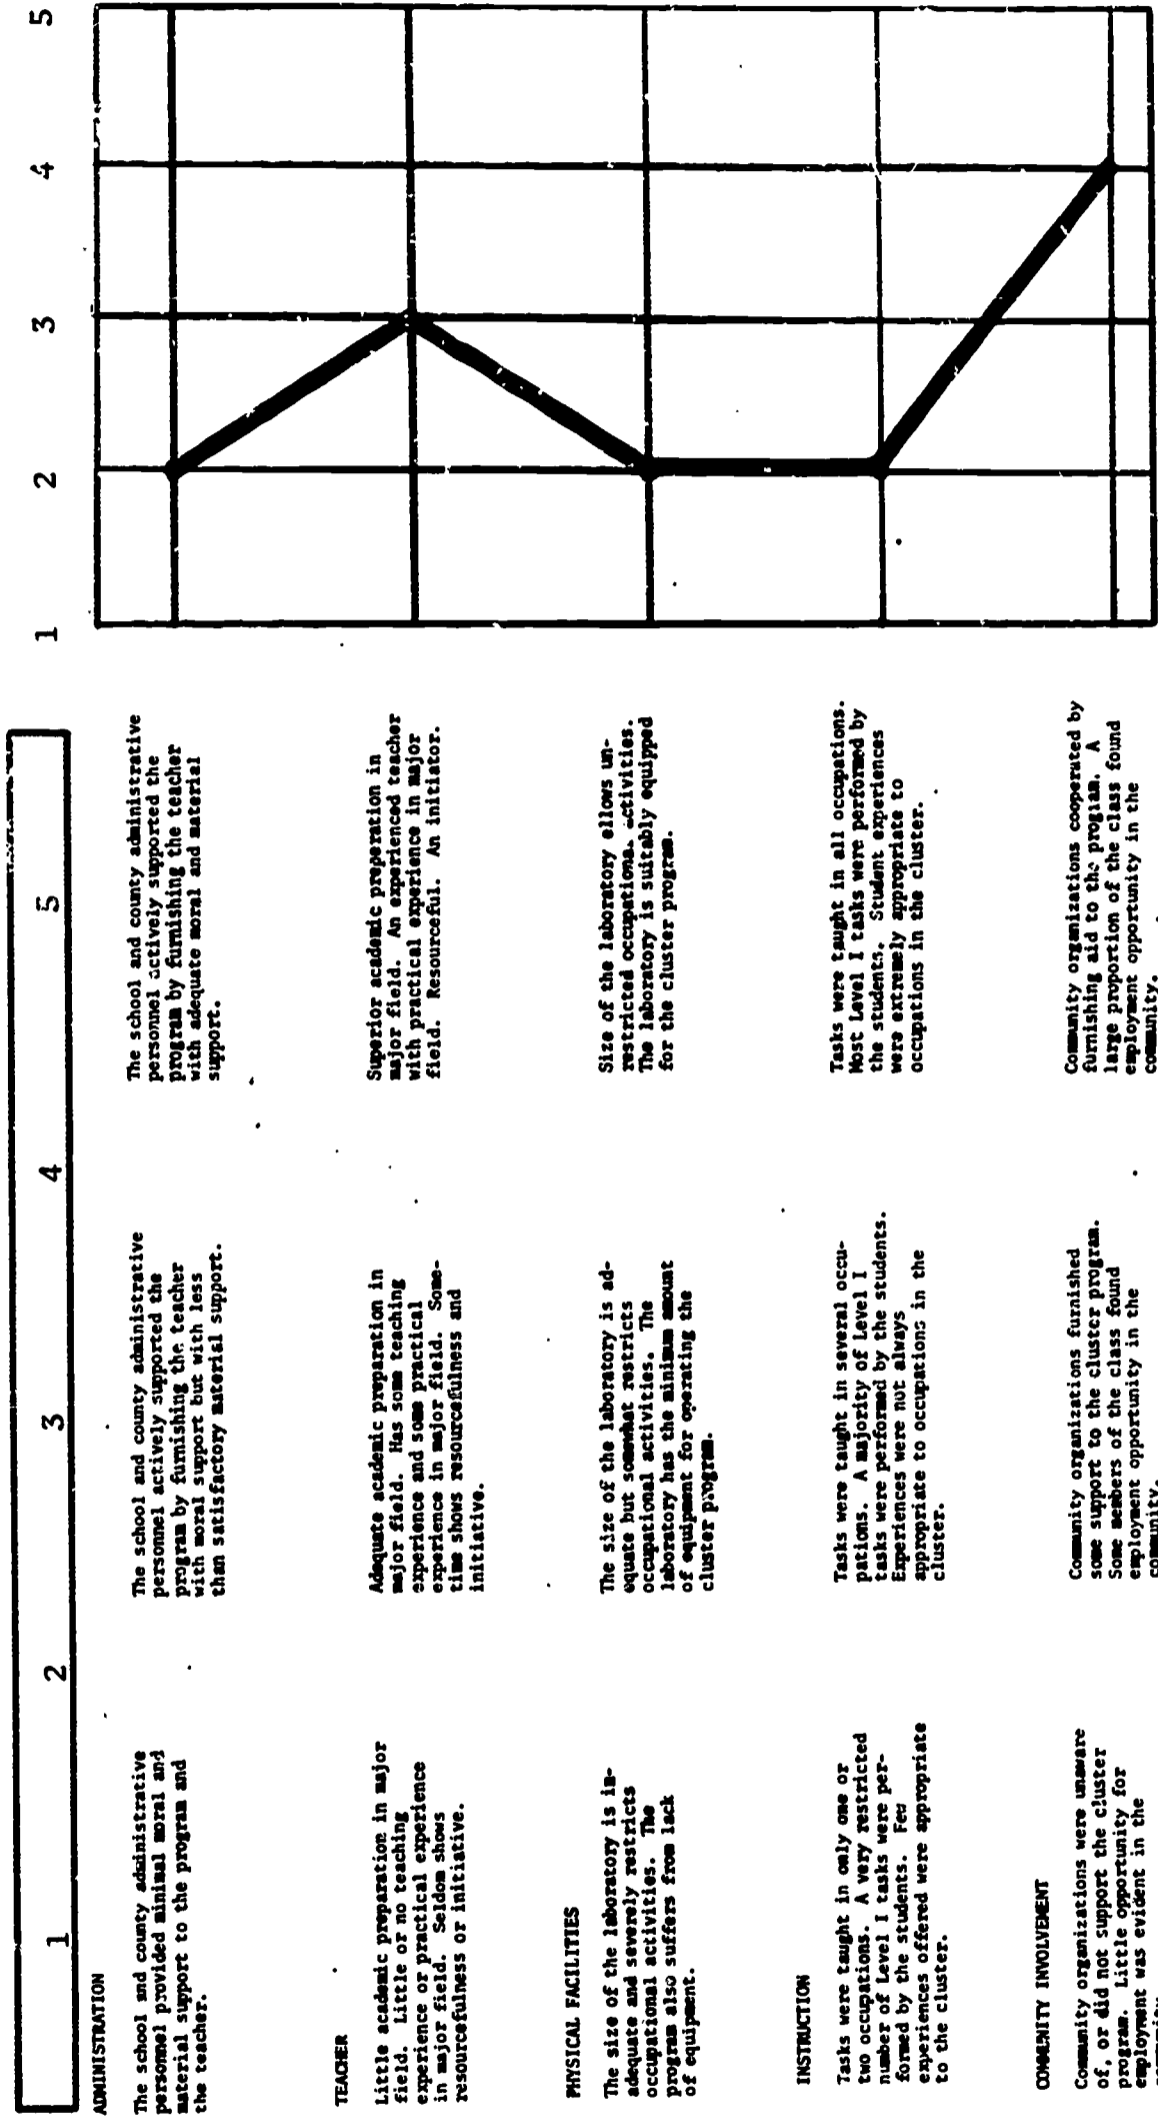 1 2 3 4 5
1 2 3 4 5
ADMINISTRATION
The school and county administrative
personnel provided minimal moral and
material support to the program and
the teacher.
The school and county administrative
personnel actively supported the
program by furnishing the teacher
with moral support but with less
than satisfactory material support.
The school and county administrative
personnel actively supported the
program by furnishing the teacher
with adequate moral and material
support.
TEACHER
Little academic preparation in major
field. Little or no teaching
experience or practical experience
in major field. Seldom shows
resourcefulness or initiative.
Adequate academic preparation in
major field. Has some teaching
experience and some practical
experience in major field. Some-
time shows resourcefulness and
initiative.
Superior academic preperation in
major field. An experienced teacher
with practical experience in major
field. Resourceful. An initiator.
PHYSICAL FACILITIES
The size of the laboratory is in-
adequate and severely restricts
occupational activities. The
program also suffers from lack
of equipment.
The size of the laboratory is ad-
equate but somewhat restricts
occupational activities. The
laboratory has the minimum amount
of equipment for operating the
cluster program.
Size of the laboratory ellows un-
restricted occupational activities.
The laboratory is suitably equipped
for the cluster program.
INSTRUCTION
Tasks were taught in only one or
two occupations. A very restricted
number of Level I tasks were per-
formed by the students. Few
experiences offered were appropriate
to the cluster.
Tasks were taught in several occu-
pations. A majority of Level I
tasks were performed by the students.
Experiences were not always
appropriate to occupations in the
cluster.
Tasks were taught in all occupations.
Most Level I tasks were performed by
the students. Student experiences
were extremely appropriate to
occupations in the cluster.
COMMUNITY INVOLVEMENT
Community organizations were unaware
of, or did not support the cluster
program. Little opportunity for
employment was evident in the
Community organizations furnished
some support to the cluster program.
Some members of the class found
employment opportunity in the
community.
Community organizations cooperated by
furnishing aid to the program. A
large proportion of the class found
employment opportunity in the
community.